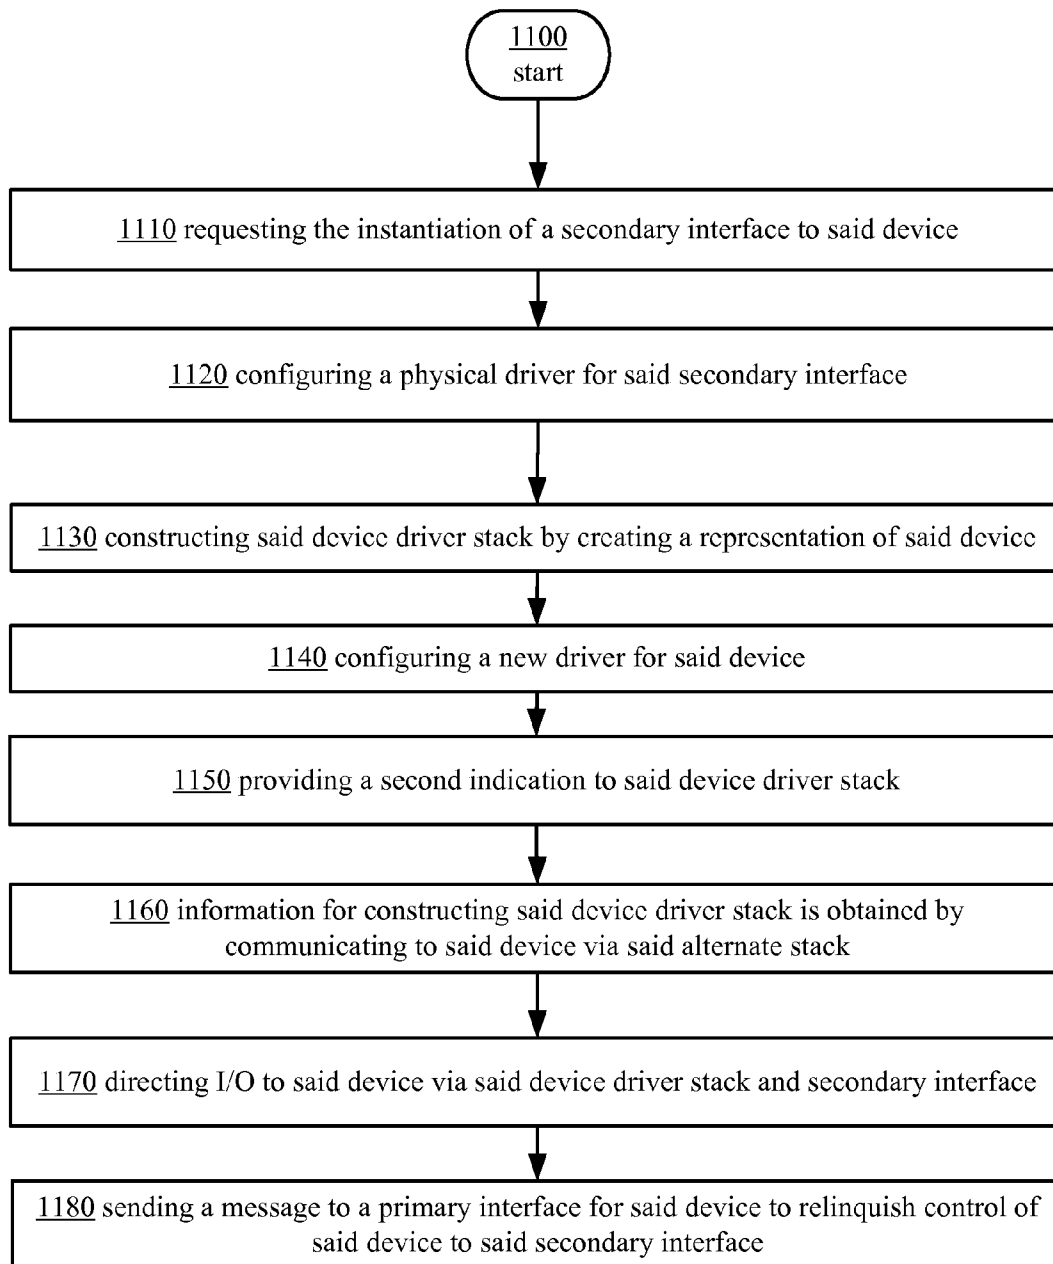 1100
start
1110 requesting the instantiation of a secondary interface to said device
1120 configuring a physical driver for said secondary interface
1130 constructing said device driver stack by creating a representation of said device
1140 configuring a new driver for said device
1150 providing a second indication to said device driver stack
1160 information for constructing said device driver stack is obtained by
communicating to said device via said alternate stack
1170 directing I/O to said device via said device driver stack and secondary interface
1180 sending a message to a primary interface for said device to relinquish control of
said device to said secondary interface